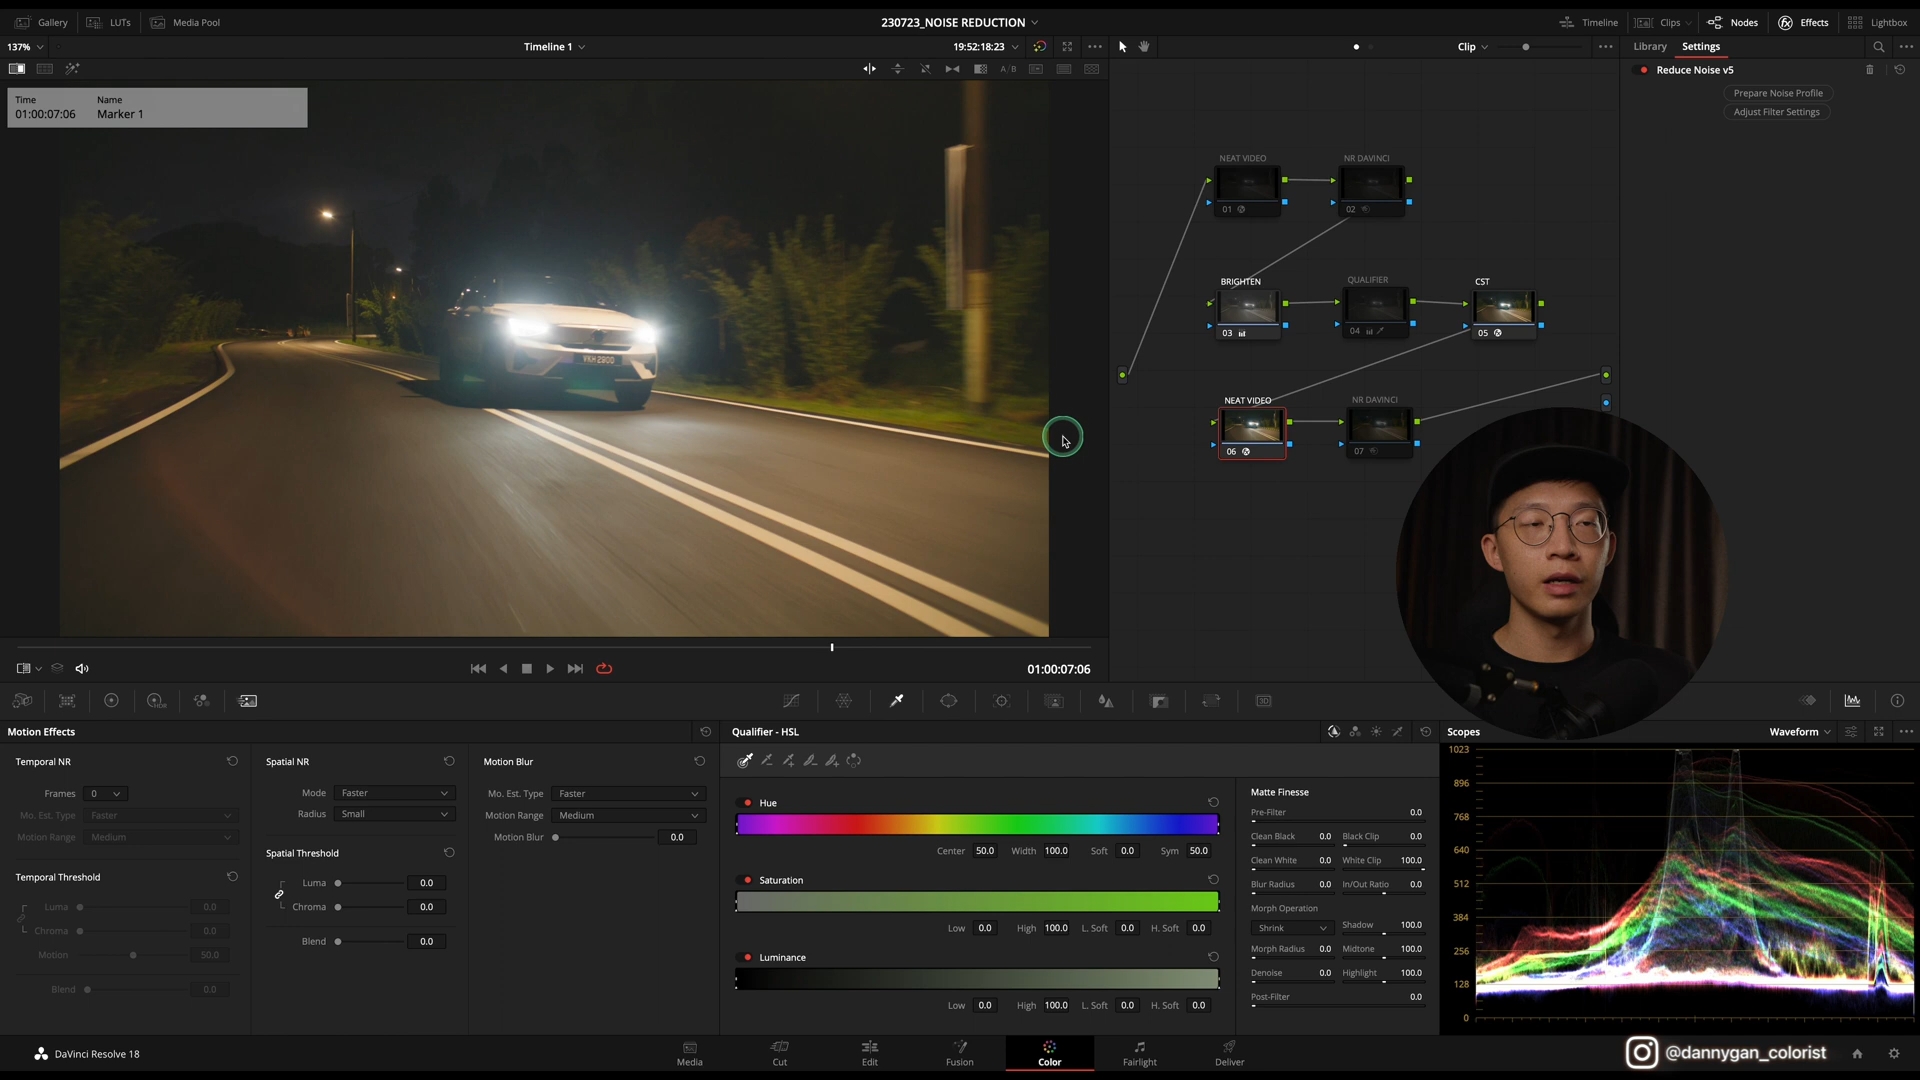 Gallery LUTs Media Pool 230723_NOISE REDUCTION Timeline Clips Nodes Effects Lightbox
137% Timeline 1 19:52:18:23 Clip Library Settings
A/B Reduce Noise v5
Prepare Noise Profile
Adjust Filter Settings
Time Name
01:00:07:06 Marker 1
NEAT VIDEO NR DAVINCI
01 02
BRIGHTEN QUALIFIER CST
03 04 05
NEAT VIDEO NR DAVINCI
06 07
VKH 2900
01:00:07:06
HDR 3D
Motion Effects Qualifier - HSL Scopes Waveform
Temporal NR
Frames 0
Mo. Est. Type Faster
Motion Range Medium
Temporal Threshold
Luma 0.0
Chroma 0.0
Motion 50.0
Blend 0.0
Spatial NR
Mode Faster
Radius Small
Spatial Threshold
Luma 0.0
Chroma 0.0
Blend 0.0
Motion Blur
Mo. Est. Type Faster
Motion Range Medium
Motion Blur 0.0
Hue
Center 50.0 Width 100.0 Soft 0.0 Sym 50.0
Saturation
Low 0.0 High 100.0 L. Soft 0.0 H. Soft 0.0
Luminance
Low 0.0 High 100.0 L. Soft 0.0 H. Soft 0.0
Matte Finesse
Pre-Filter 0.0
Clean Black 0.0 Black Clip 0.0
Clean White 0.0 White Clip 100.0
Blur Radius 0.0 In/Out Ratio 0.0
Morph Operation
Shrink Shadow 100.0
Morph Radius 0.0 Midtone 100.0
Denoise 0.0 Highlight 100.0
Post-Filter 0.0
1023
896
768
640
512
384
256
128
0
DaVinci Resolve 18
Media Cut Edit Fusion Color Fairlight Deliver
@dannygan_colorist